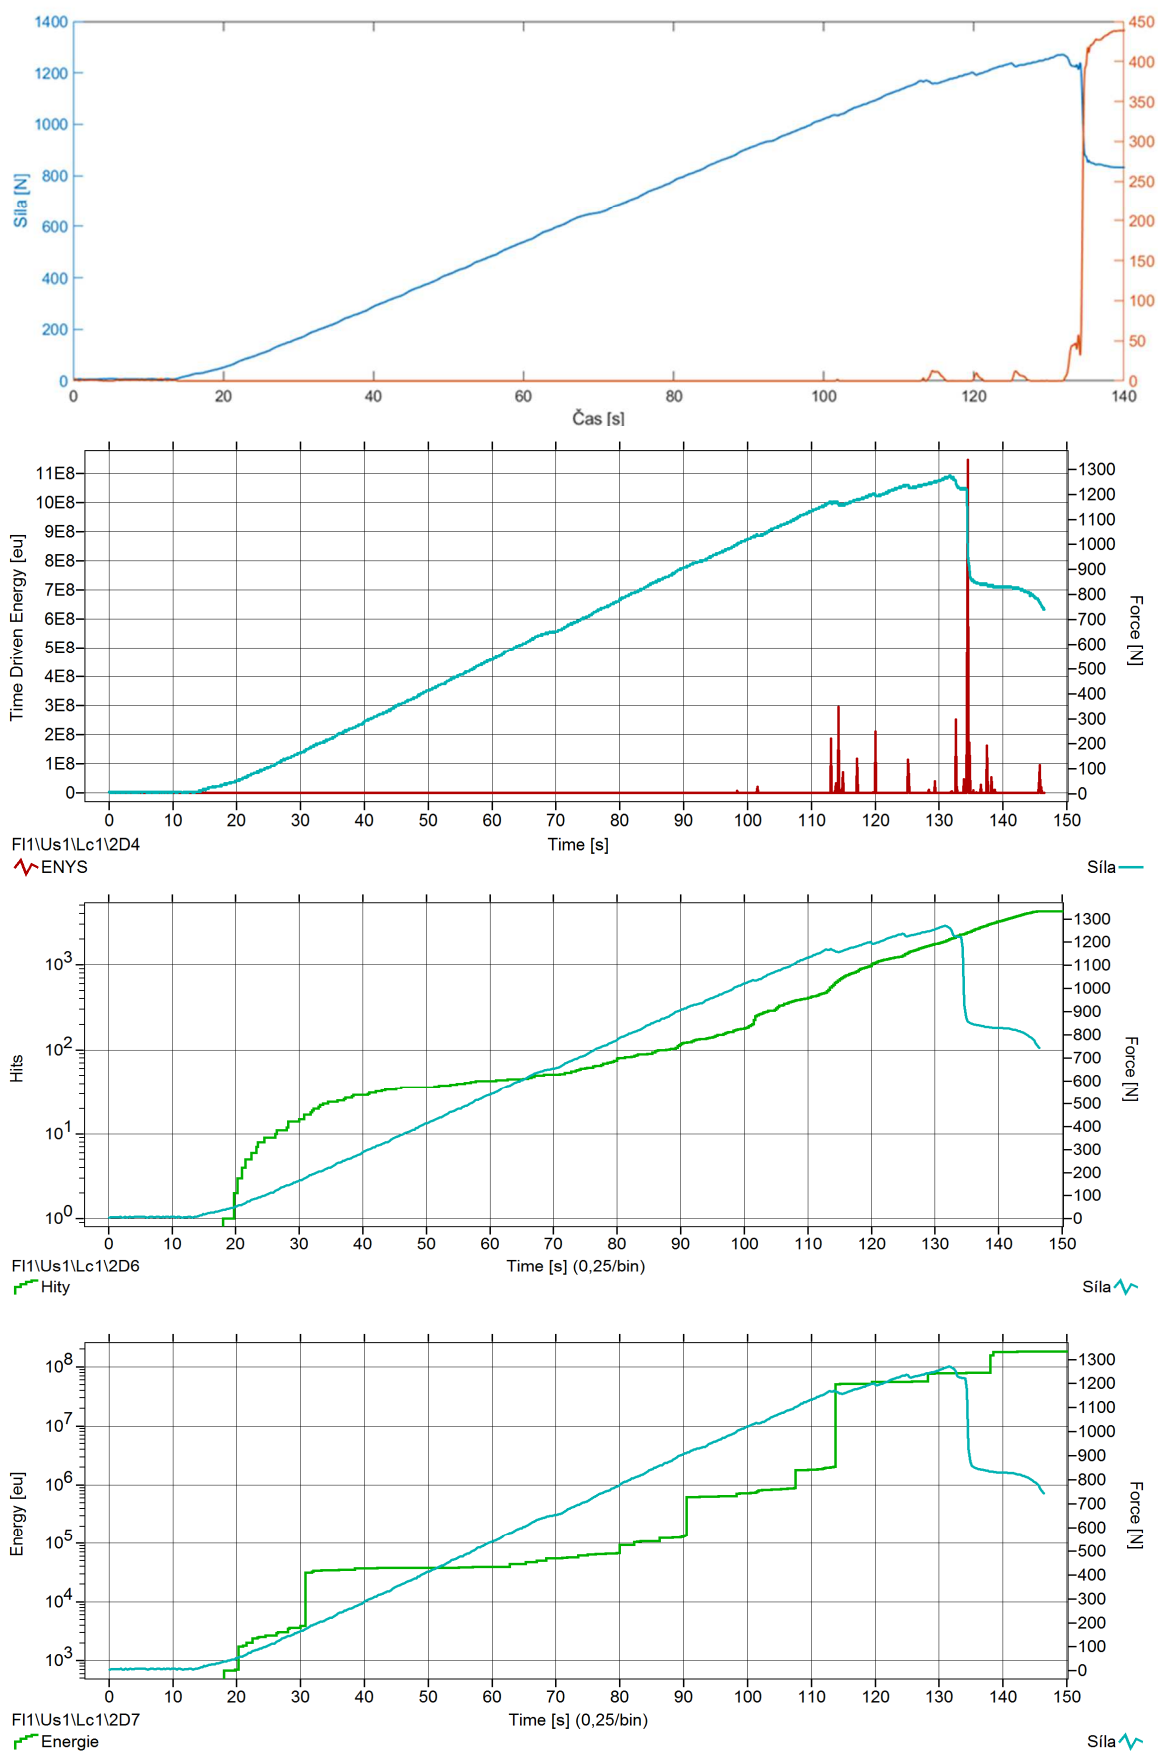 1400
1200
1000
800
600
400
200
0
Síla [N]
450
400
350
300
250
200
150
100
50
0
0 20 40 60 80 100 120 140
Čas [s]
11E8
10E8
9E8
8E8
7E8
6E8
5E8
4E8
3E8
2E8
1E8
0
Time Driven Energy [eu]
1300
1200
1100
1000
900
800
700
600
500
400
300
200
100
0
Force [N]
0 10 20 30 40 50 60 70 80 90 100 110 120 130 140 150
FI1\Us1\Lc1\2D4 Time [s]
ENYS Síla
10³
10²
10¹
10⁰
Hits
1300
1200
1100
1000
900
800
700
600
500
400
300
200
100
0
Force [N]
0 10 20 30 40 50 60 70 80 90 100 110 120 130 140 150
FI1\Us1\Lc1\2D6 Time [s] (0,25/bin)
Hity Síla
10⁸
10⁷
10⁶
10⁵
10⁴
10³
Energy [eu]
1300
1200
1100
1000
900
800
700
600
500
400
300
200
100
0
Force [N]
0 10 20 30 40 50 60 70 80 90 100 110 120 130 140 150
FI1\Us1\Lc1\2D7 Time [s] (0,25/bin)
Energie Síla